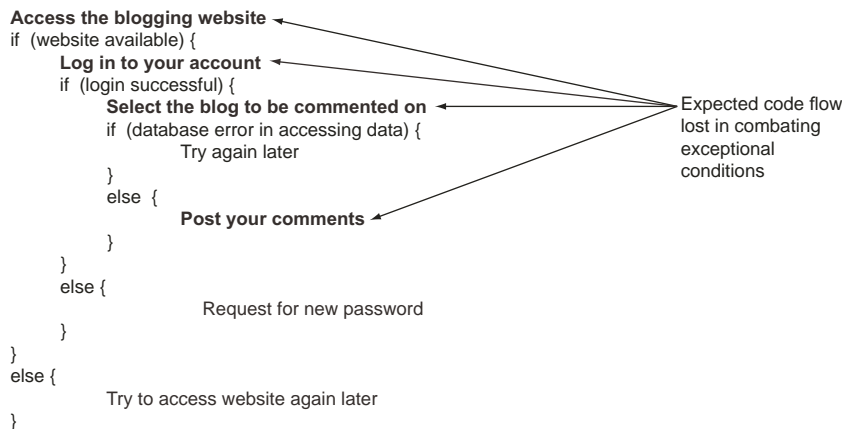 Access the blogging website
if (website available) {
Log in to your account
if (login successful) {
Select the blog to be commented on
if (database error in accessing data) {
Try again later
}
else {
Post your comments
}
}
else {
Request for new password
}
}
else {
Try to access website again later
}
Expected code flow
lost in combating
exceptional
conditions